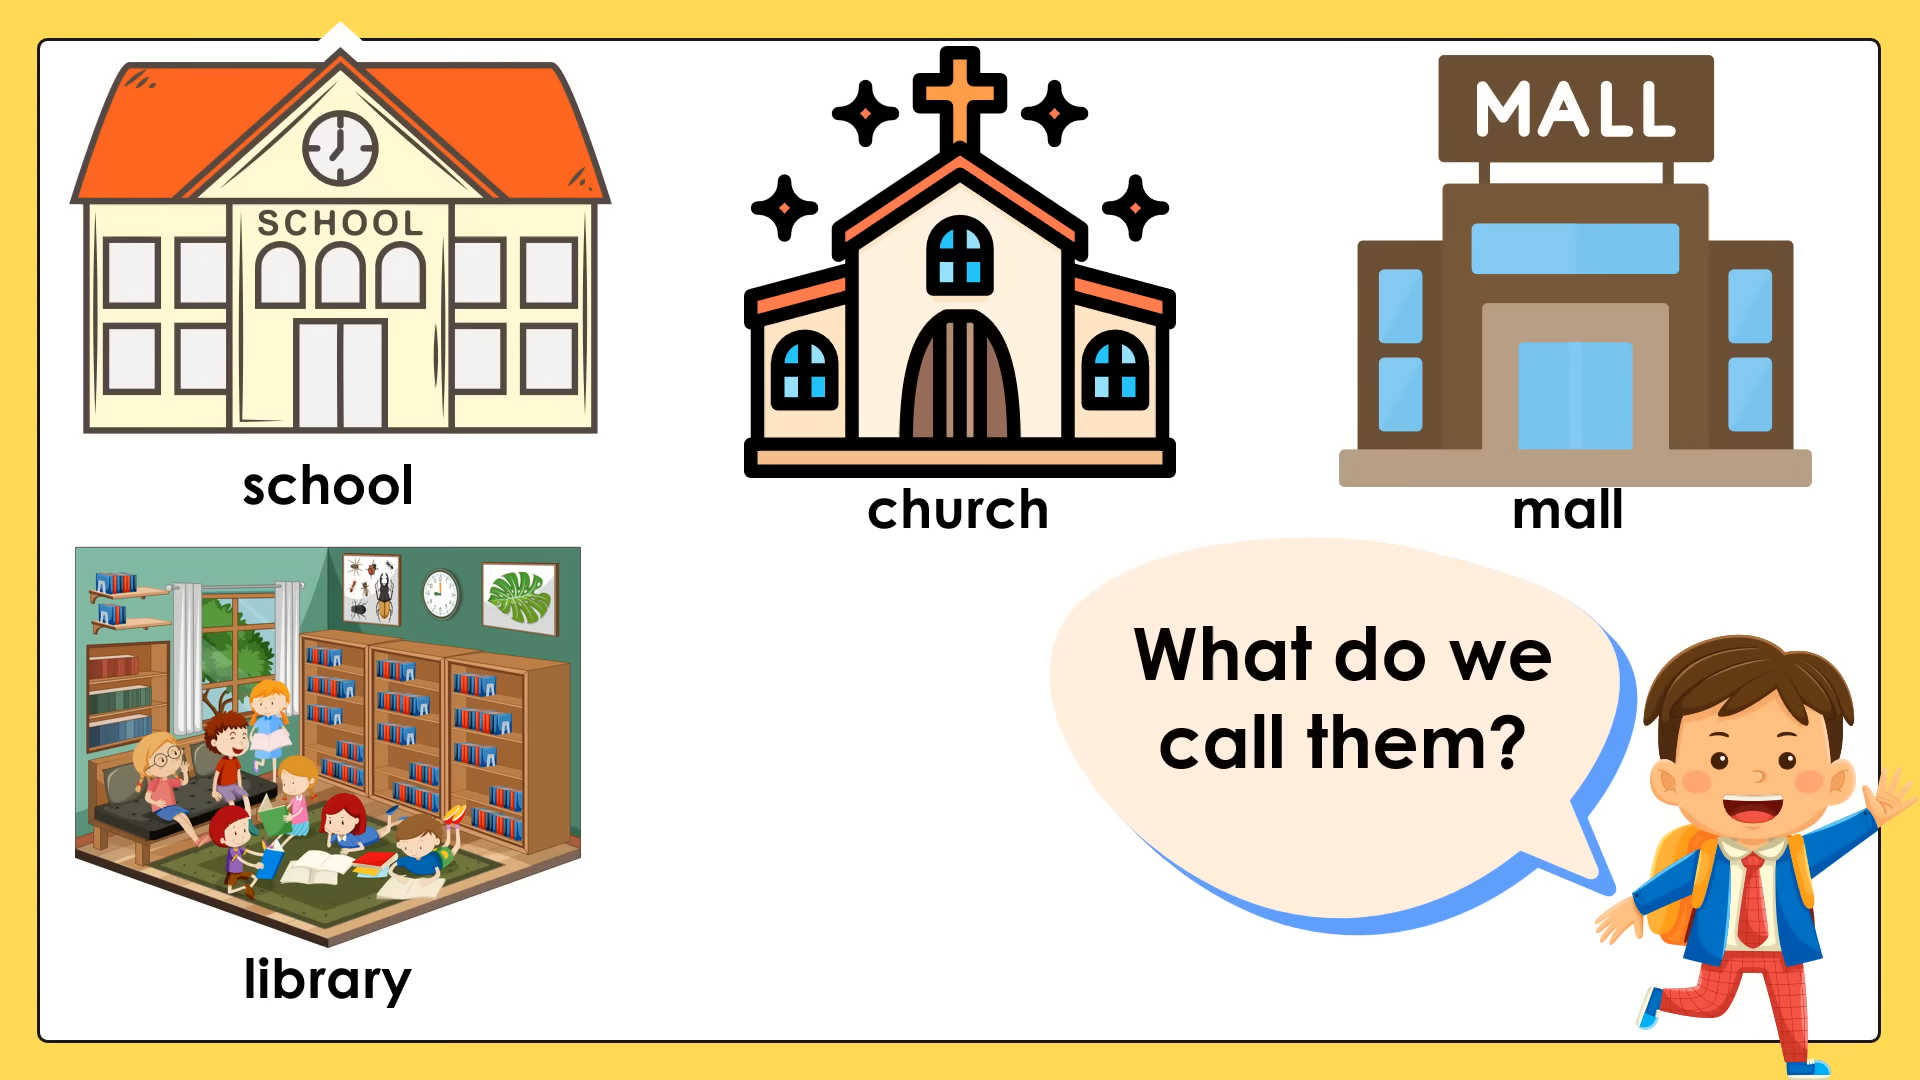 SCHOOL
school
church
MALL
mall
library
What do we
call them?